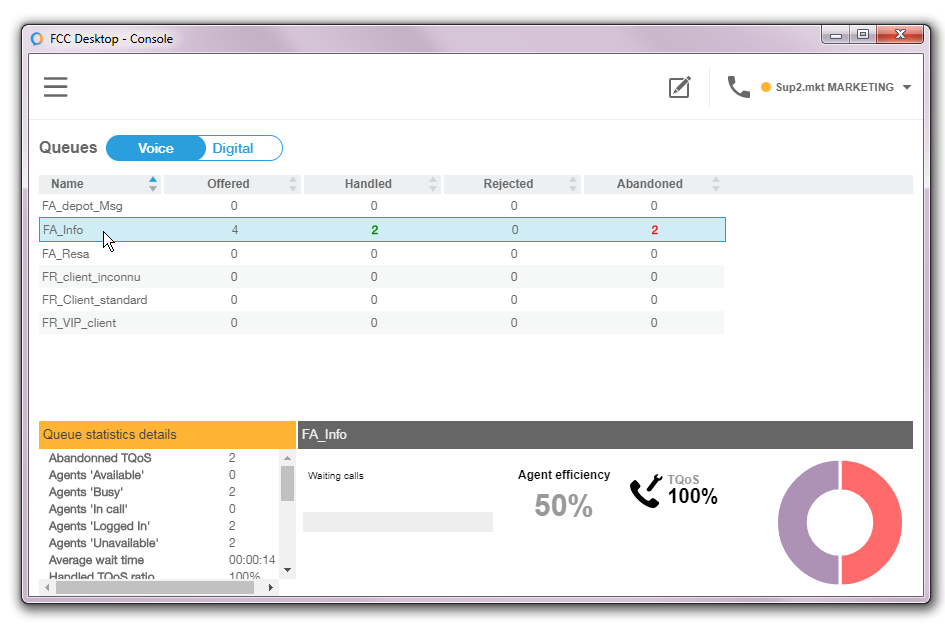 FCC Desktop - Console
Sup2.mkt MARKETING
Queues Voice Digital
Name Offered Handled Rejected Abandoned
FA_depot_Msg 0 0 0 0
FA_Info 4 2 0 2
FA_Resa 0 0 0 0
FR_client_inconnu 0 0 0 0
FR_Client_standard 0 0 0 0
FR_VIP_client 0 0 0 0
Queue statistics details
Abandonned TQoS 2
Agents 'Available' 0
Agents 'Busy' 2
Agents 'In call' 0
Agents 'Logged In' 2
Agents 'Unavailable' 2
Average wait time 00:00:14
Handled TQoS ratio 100%
FA_Info
Waiting calls
Agent efficiency
50%
TQoS
100%